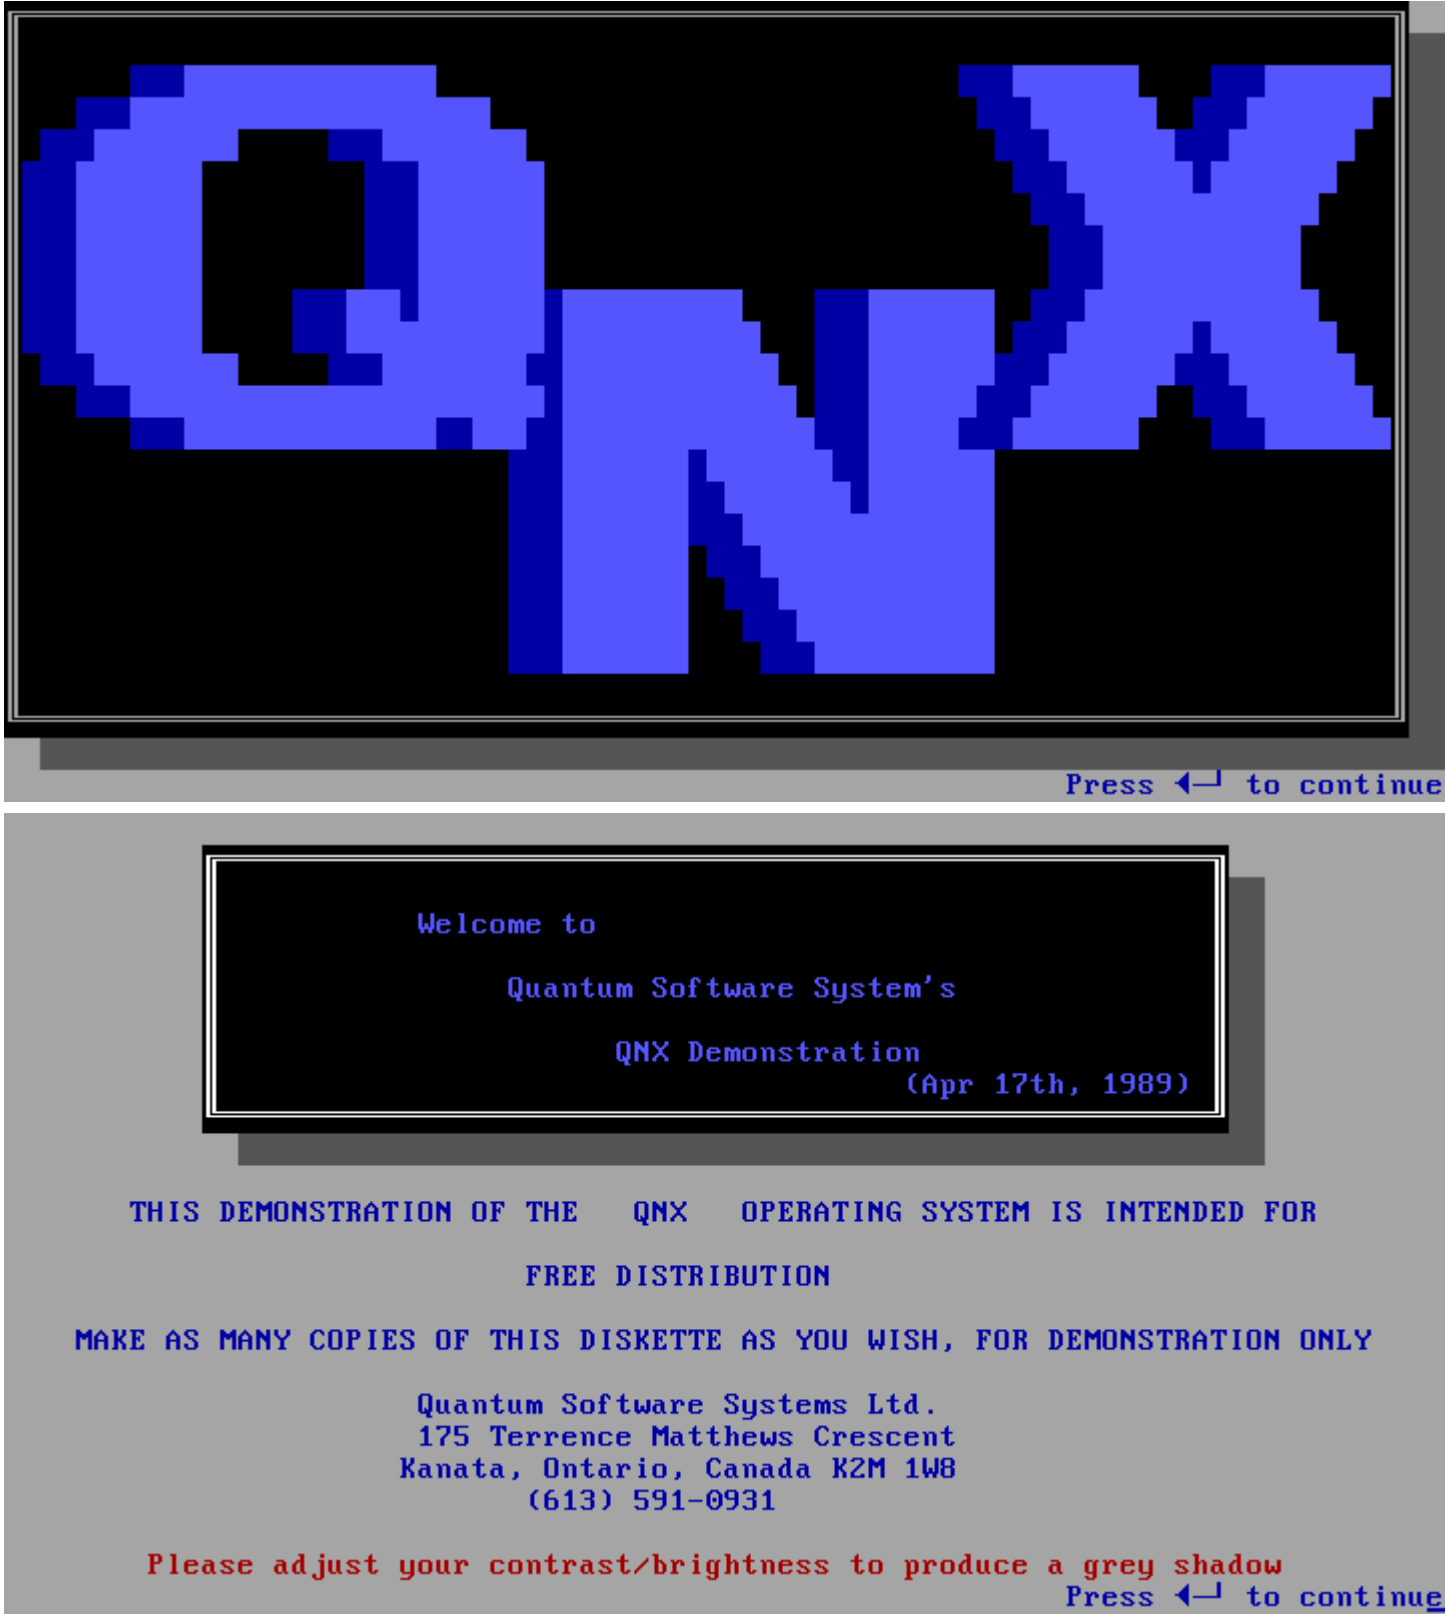 QNX
Press ◄─┘ to continue
Welcome to
Quantum Software System's
QNX Demonstration
(Apr 17th, 1989)
THIS DEMONSTRATION OF THE QNX OPERATING SYSTEM IS INTENDED FOR
FREE DISTRIBUTION
MAKE AS MANY COPIES OF THIS DISKETTE AS YOU WISH, FOR DEMONSTRATION ONLY
Quantum Software Systems Ltd.
175 Terrence Matthews Crescent
Kanata, Ontario, Canada K2M 1W8
(613) 591-0931
Please adjust your contrast/brightness to produce a grey shadow
Press ◄─┘ to continue